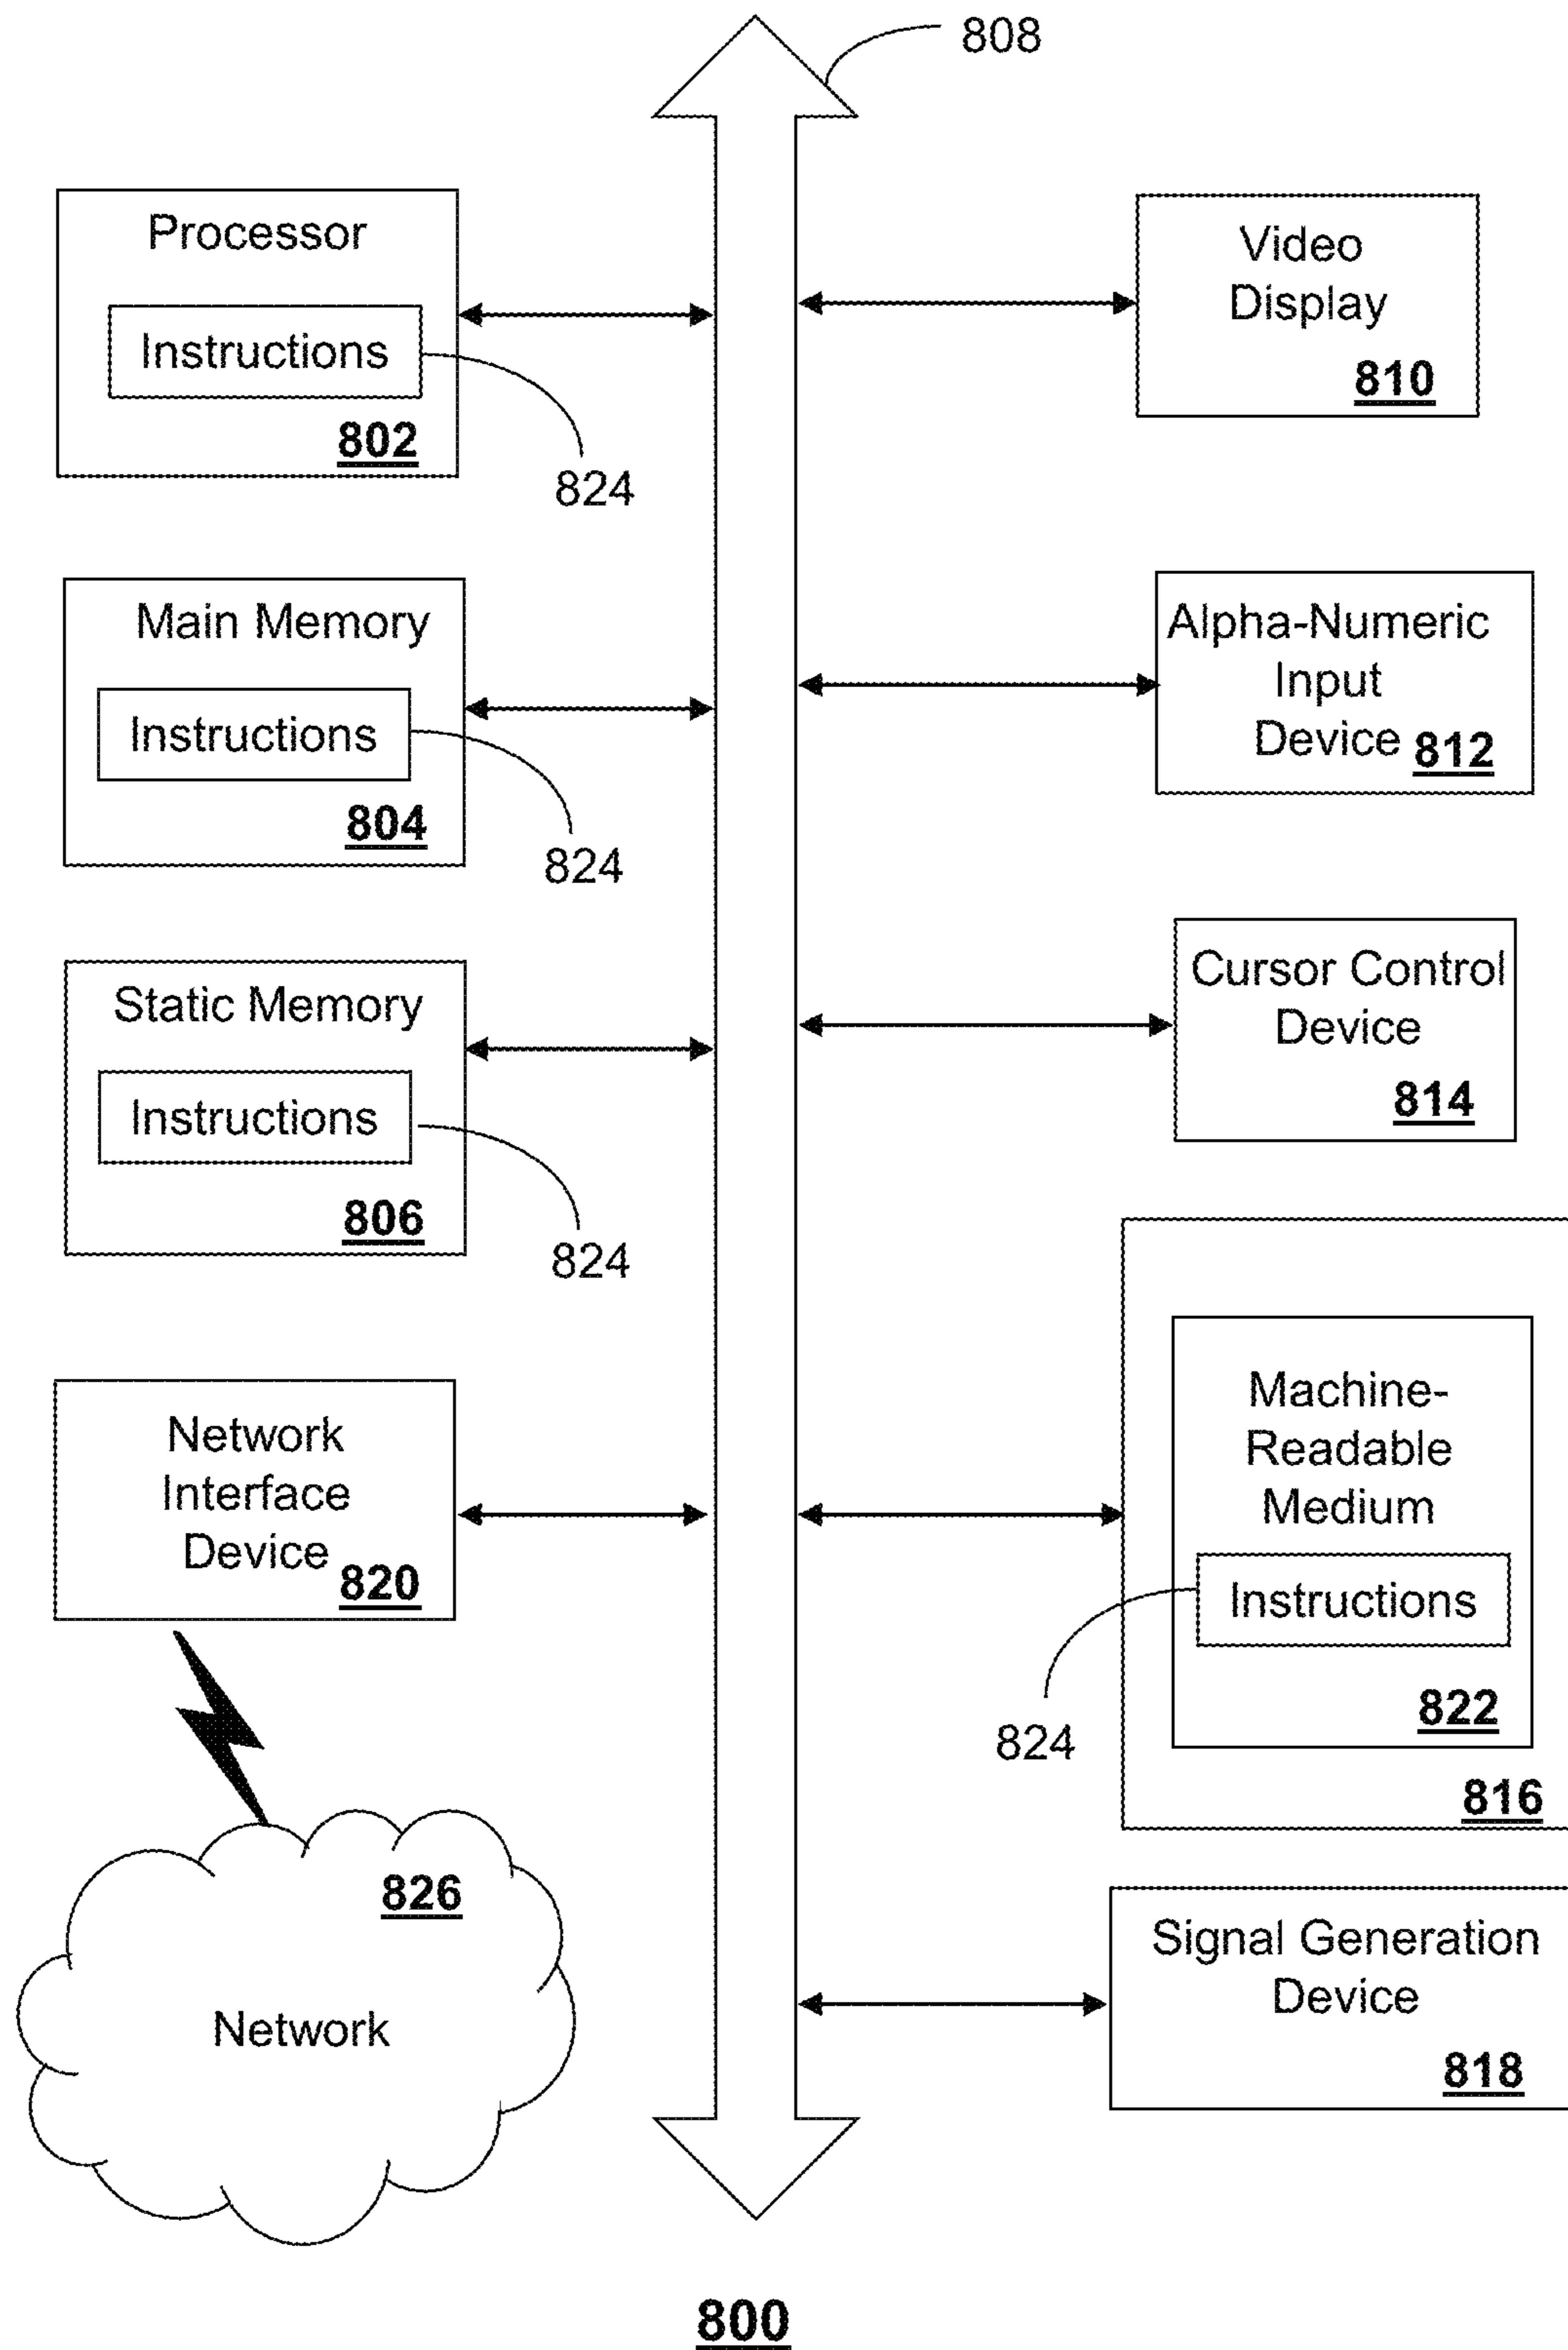 808
Processor
Instructions
802
824
Main Memory
Instructions
804
824
Static Memory
Instructions
806
824
Network
Interface
Device
820
826
Network
Video
Display
810
Alpha-Numeric
Input
Device
812
Cursor Control
Device
814
Machine-
Readable
Medium
Instructions
822
824
816
Signal Generation
Device
818
800